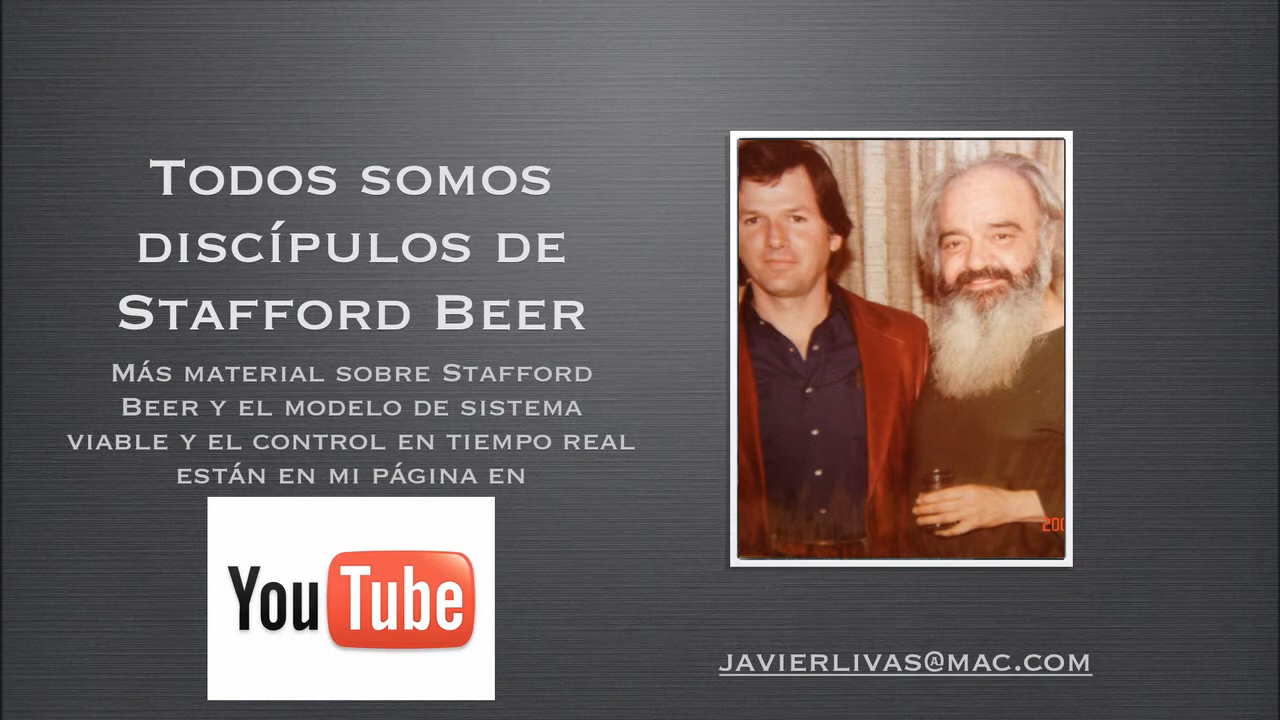 Todos somos
discípulos de
Stafford Beer
Más material sobre Stafford
Beer y el modelo de sistema
viable y el control en tiempo real
están en mi página en
YouTube
200
javierlivas@mac.com